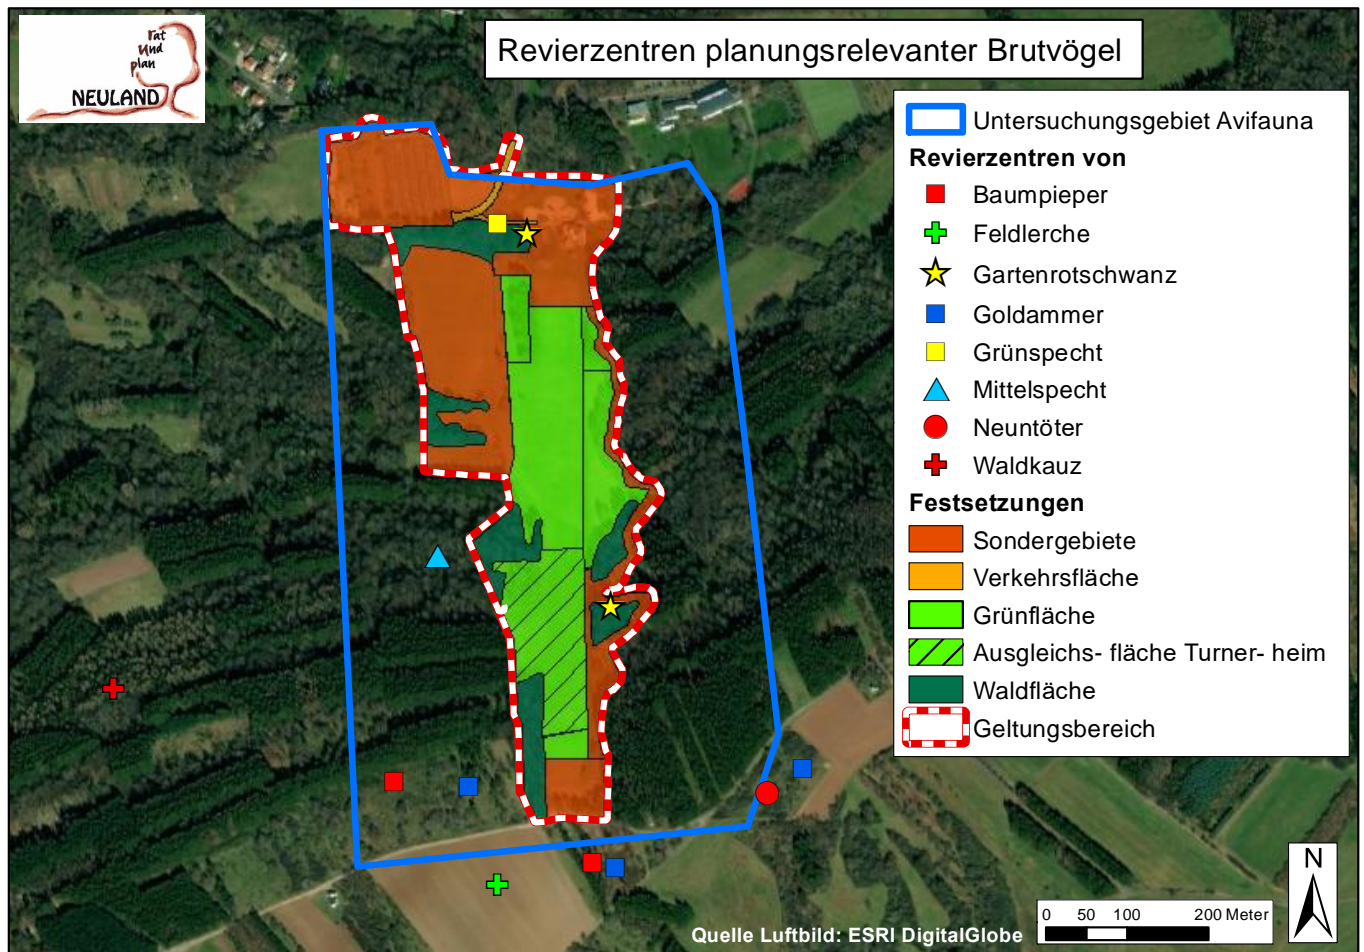 rat
und
plan
NEULAND
Revierzentren planungsrelevanter Brutvögel
Untersuchungsgebiet Avifauna
Revierzentren von
Baumpieper
Feldlerche
Gartenrotschwanz
Goldammer
Grünspecht
Mittelspecht
Neuntöter
Waldkauz
Festsetzungen
Sondergebiete
Verkehrsfläche
Grünfläche
Ausgleichs- fläche Turner- heim
Waldfläche
Geltungsbereich
N
0 50 100 200 Meter
Quelle Luftbild: ESRI DigitalGlobe